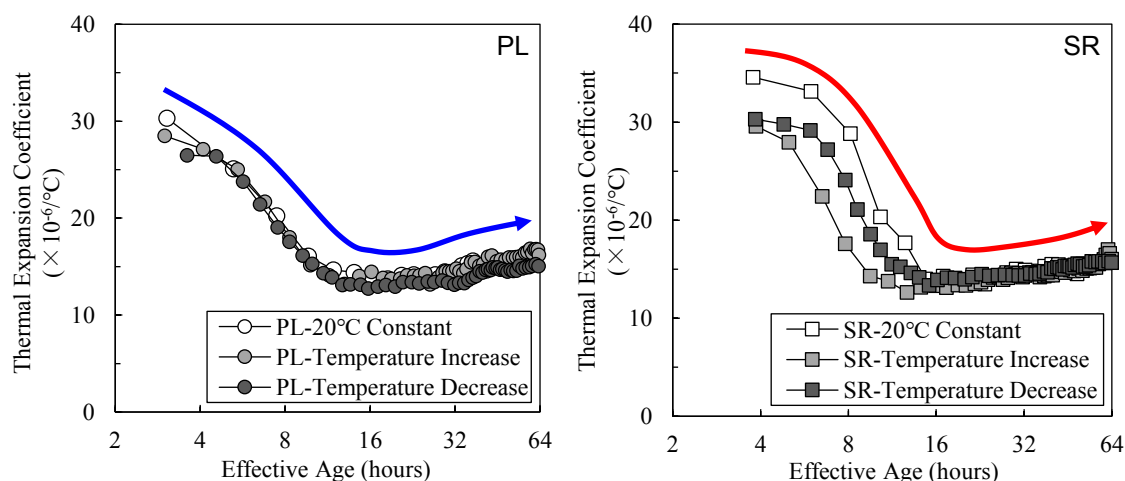 PL
Thermal Expansion Coefficient
(×10⁻⁶/℃)
40
30
20
10
0
PL-20℃ Constant
PL-Temperature Increase
PL-Temperature Decrease
2 4 8 16 32 64
Effective Age (hours)
SR
Thermal Expansion Coefficient
(×10⁻⁶/℃)
40
30
20
10
0
SR-20℃ Constant
SR-Temperature Increase
SR-Temperature Decrease
2 4 8 16 32 64
Effective Age (hours)